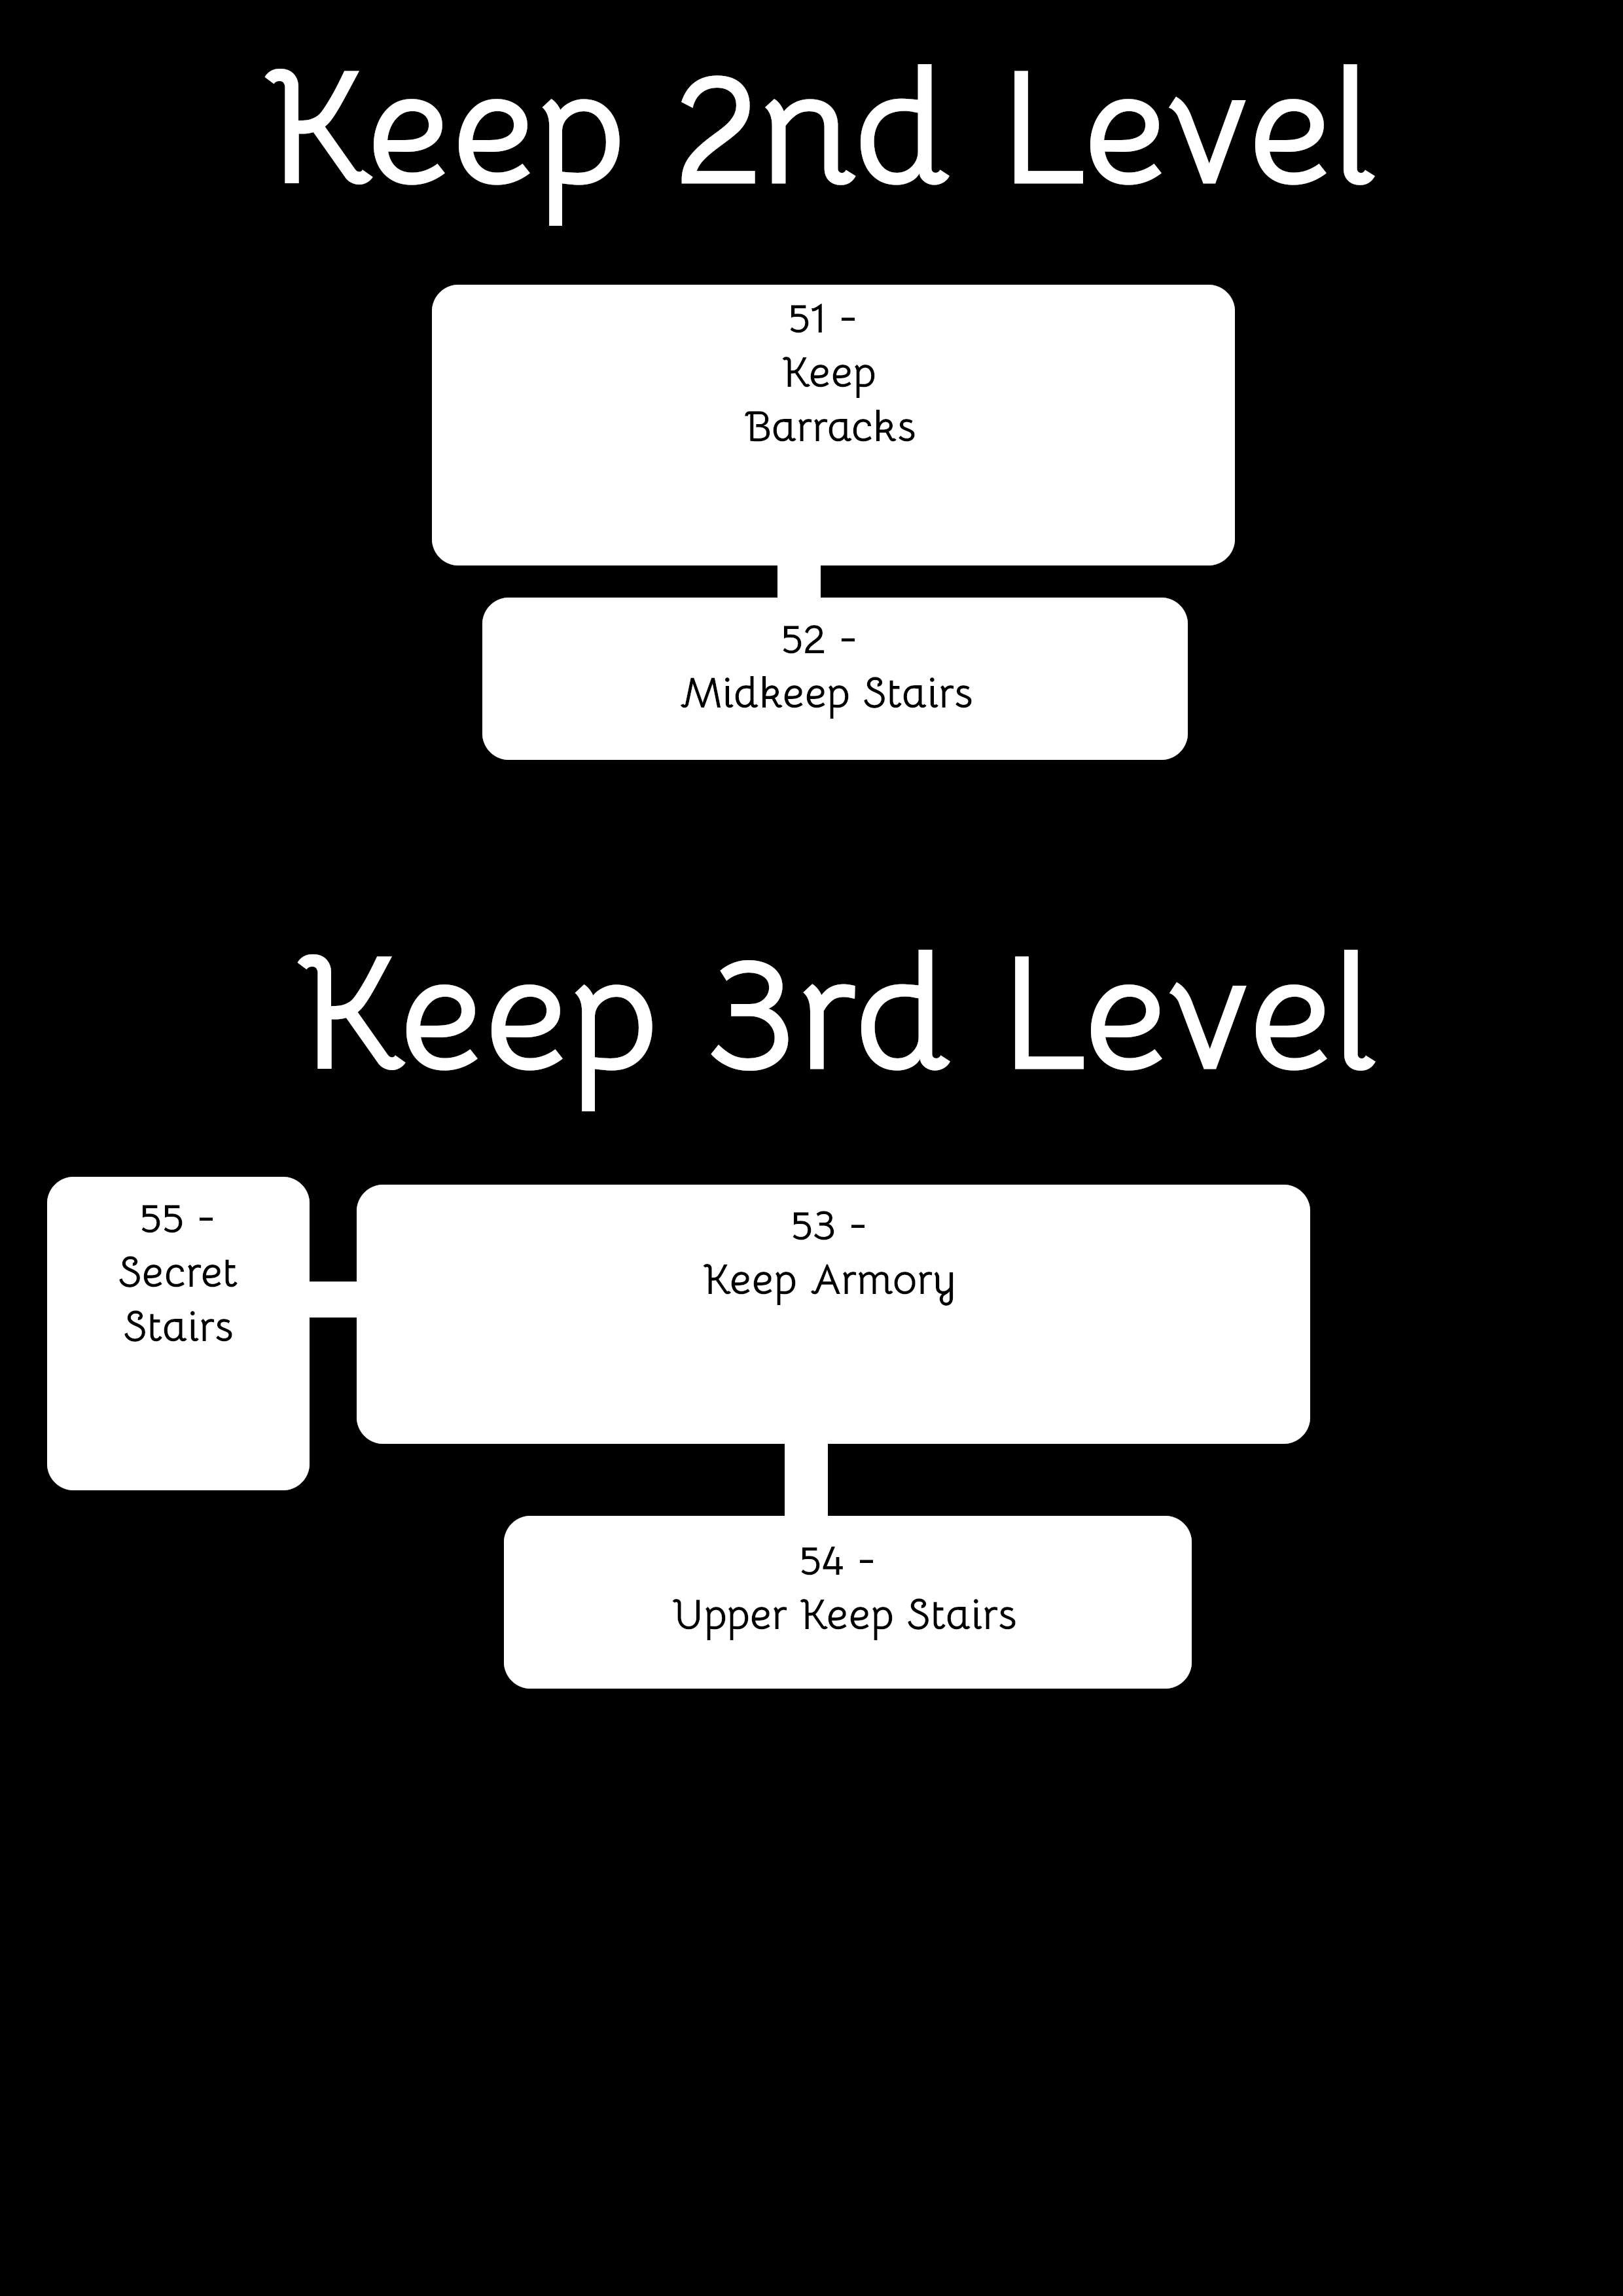 Keep 2nd Level
51 -
Keep
Barracks
52 -
Midkeep Stairs
Keep 3rd Level
55 -
Secret
Stairs
53 -
Keep Armory
54 -
Upper Keep Stairs